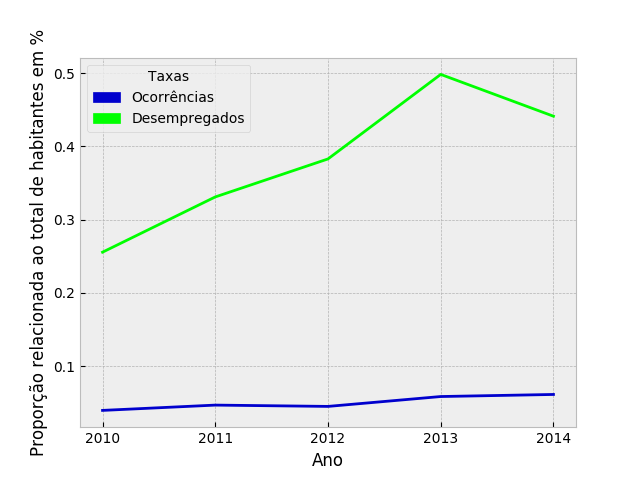 Proporção relacionada ao total de habitantes em %
0.5
0.4
0.3
0.2
0.1
Taxas
Ocorrências
Desempregados
2010 2011 2012 2013 2014
Ano